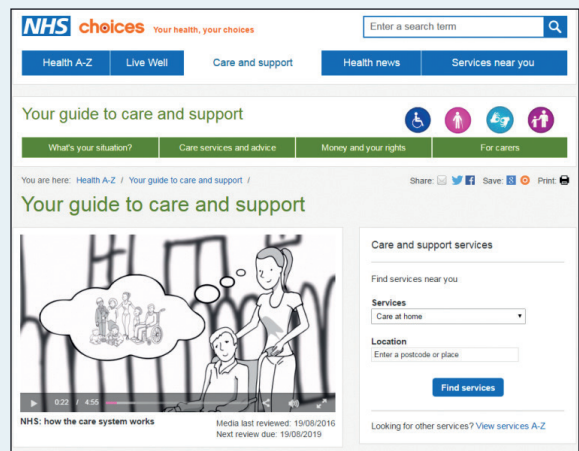 NHS choices Your health, your choices
Enter a search term
Health A-Z Live Well Care and support Health news Services near you
Your guide to care and support
What's your situation? Care services and advice Money and your rights For carers
You are here: Health A-Z / Your guide to care and support /
Share: Save: Print:
Your guide to care and support
0:22 / 4:55
NHS: how the care system works
Media last reviewed: 19/08/2016
Next review due: 19/08/2019
Care and support services
Find services near you
Services
Care at home
Location
Enter a postcode or place
Find services
Looking for other services? View services A-Z